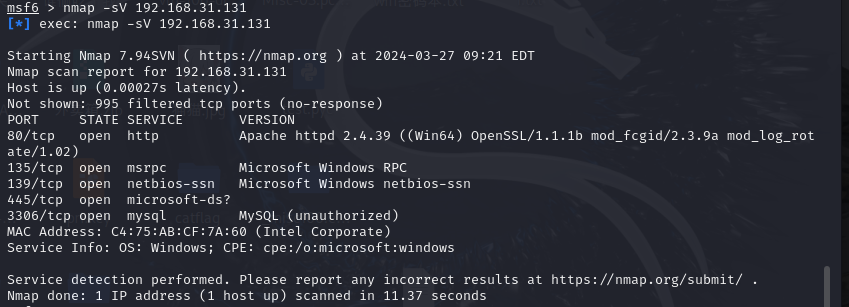 msf6 > nmap -sV 192.168.31.131
[*] exec: nmap -sV 192.168.31.131
Starting Nmap 7.94SVN ( https://nmap.org ) at 2024-03-27 09:21 EDT
Nmap scan report for 192.168.31.131
Host is up (0.00027s latency).
Not shown: 995 filtered tcp ports (no-response)
PORT     STATE SERVICE       VERSION
80/tcp   open  http          Apache httpd 2.4.39 ((Win64) OpenSSL/1.1.1b mod_fcgid/2.3.9a mod_log_rot
ate/1.02)
135/tcp  open  msrpc         Microsoft Windows RPC
139/tcp  open  netbios-ssn   Microsoft Windows netbios-ssn
445/tcp  open  microsoft-ds?
3306/tcp open  mysql         MySQL (unauthorized)
MAC Address: C4:75:AB:CF:7A:60 (Intel Corporate)
Service Info: OS: Windows; CPE: cpe:/o:microsoft:windows
Service detection performed. Please report any incorrect results at https://nmap.org/submit/ .
Nmap done: 1 IP address (1 host up) scanned in 11.37 seconds